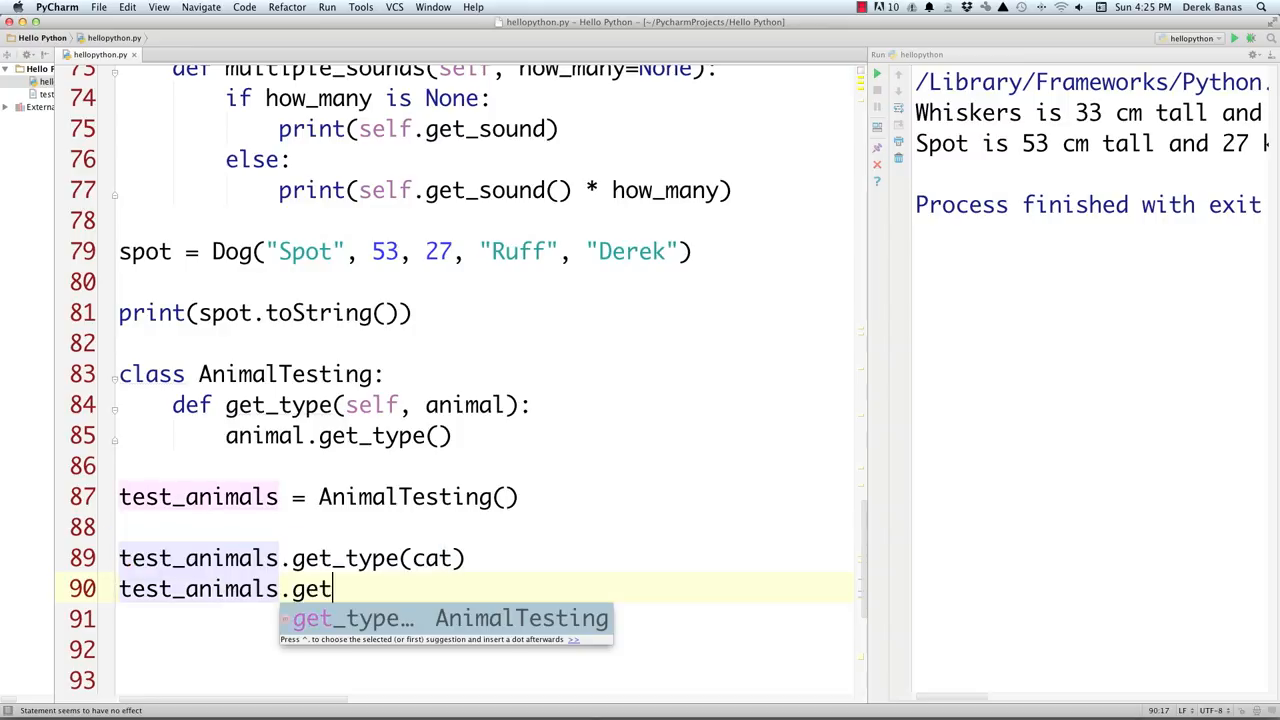 PyCharm File Edit View Navigate Code Refactor Run Tools VCS Window Help 10 Sun 4:25 PM Derek Banas
hellopython.py - Hello Python - [~/PycharmProjects/Hello Python]
Hello Python hellopython.py hellopython
hellopython.py Run hellopython
Hello P
hello
tes
Extern
73 def multiple_sounds(self, how_many=None):
74 if how_many is None:
75 print(self.get_sound)
76 else:
77 print(self.get_sound() * how_many)
78
79 spot = Dog("Spot", 53, 27, "Ruff", "Derek")
80
81 print(spot.toString())
82
83 class AnimalTesting:
84 def get_type(self, animal):
85 animal.get_type()
86
87 test_animals = AnimalTesting()
88
89 test_animals.get_type(cat)
90 test_animals.get
91 get_type… AnimalTesting
Press ^. to choose the selected (or first) suggestion and insert a dot afterwards >>
92
93
/Library/Frameworks/Python.
Whiskers is 33 cm tall and
Spot is 53 cm tall and 27 k
Process finished with exit
Statement seems to have no effect 90:17 LF UTF-8